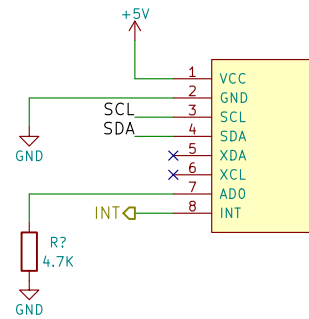 +5V
1 VCC
2 GND
SCL 3 SCL
SDA 4 SDA
5 XDA
GND
6 XCL
7 AD0
INT 8 INT
R?
4.7K
GND